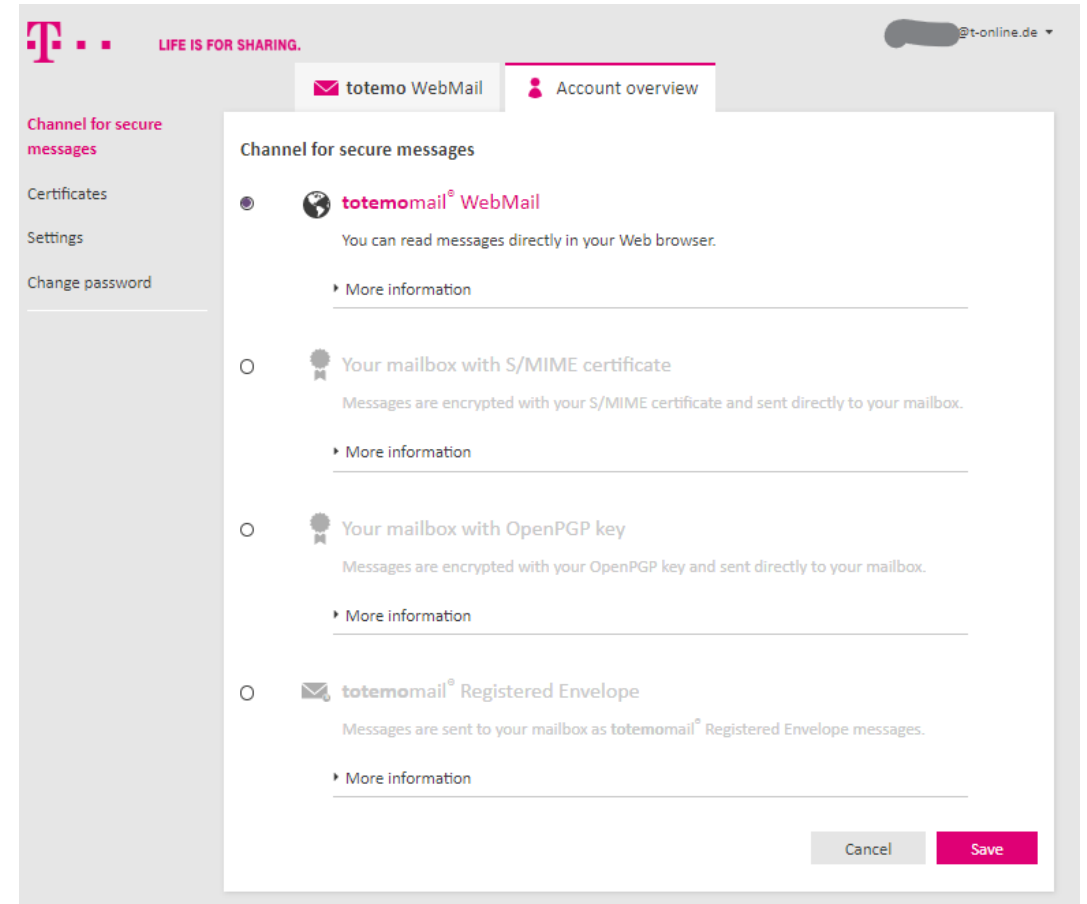 T
LIFE IS FOR SHARING.
@t-online.de
totemo WebMail
Account overview
Channel for secure
messages
Certificates
Settings
Change password
Channel for secure messages
totemomail® WebMail
You can read messages directly in your Web browser.
More information
Your mailbox with S/MIME certificate
Messages are encrypted with your S/MIME certificate and sent directly to your mailbox.
More information
Your mailbox with OpenPGP key
Messages are encrypted with your OpenPGP key and sent directly to your mailbox.
More information
totemomail® Registered Envelope
Messages are sent to your mailbox as totemomail® Registered Envelope messages.
More information
Cancel
Save